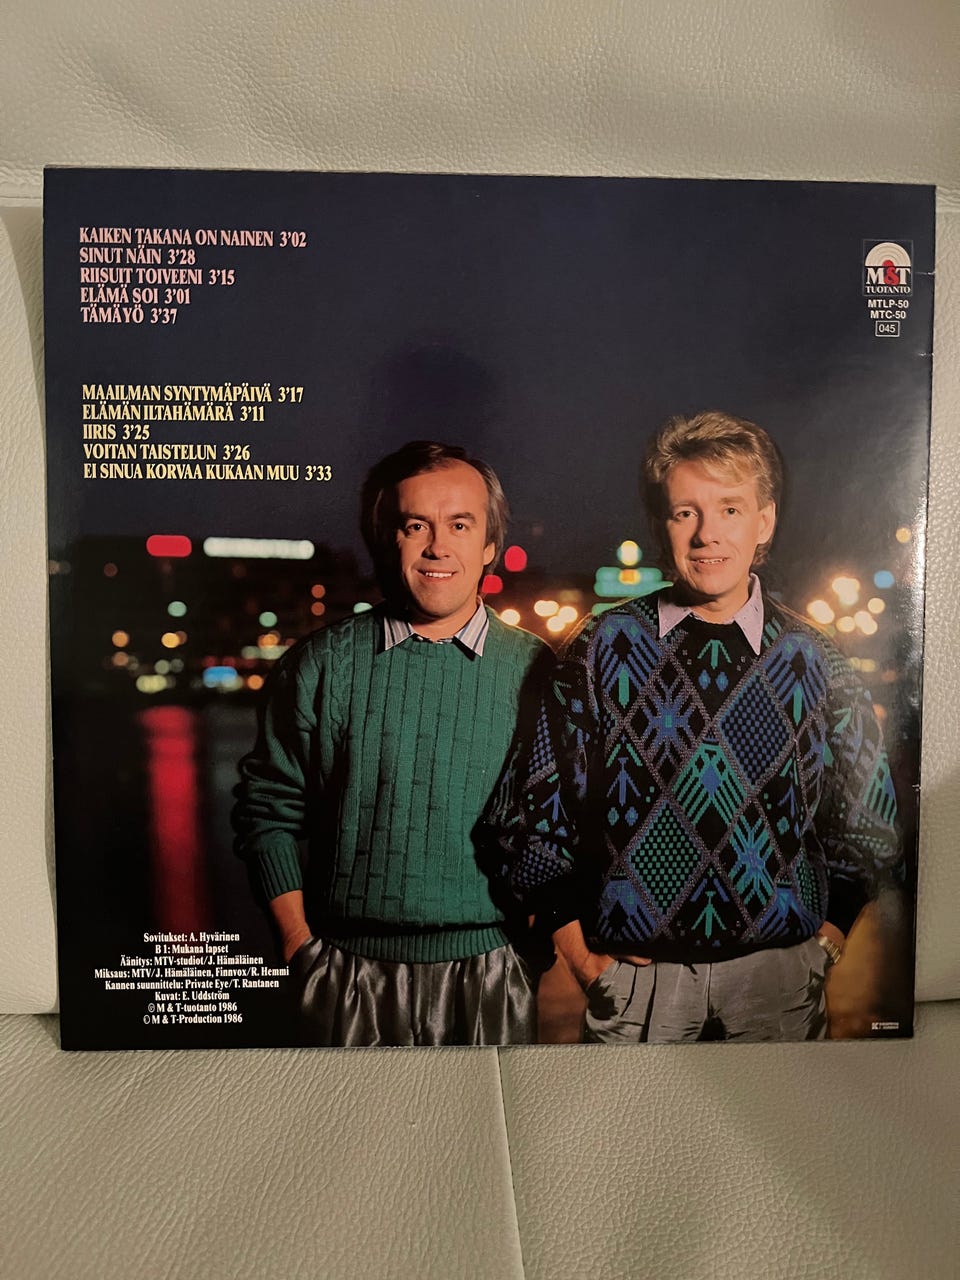 KAIKEN TAKANA ON NAINEN 3'02
SINUT NÄIN 3'28
RIISUIT TOIVEENI 3'15
ELÄMÄ SOI 3'01
TÄMÄ YÖ 3'37
MAAILMAN SYNTYMÄPÄIVÄ 3'17
ELÄMÄN ILTAHÄMÄRÄ 3'11
IIRIS 3'25
VOITAN TAISTELUN 3'26
EI SINUA KORVAA KUKAAN MUU 3'33
M&T
TUOTANTO
MTLP-50
MTC-50
045
Sovitukset: A. Hyvärinen
B 1: Mukana lapset
Äänitys: MTV-studiot/J. Hämäläinen
Miksaus: MTV/J. Hämäläinen, Finnvox/R. Hemmi
Kannen suunnittelu: Private Eye/T. Rantanen
Kuvat: E. Uddström
℗ M & T-tuotanto 1986
© M & T-Production 1986